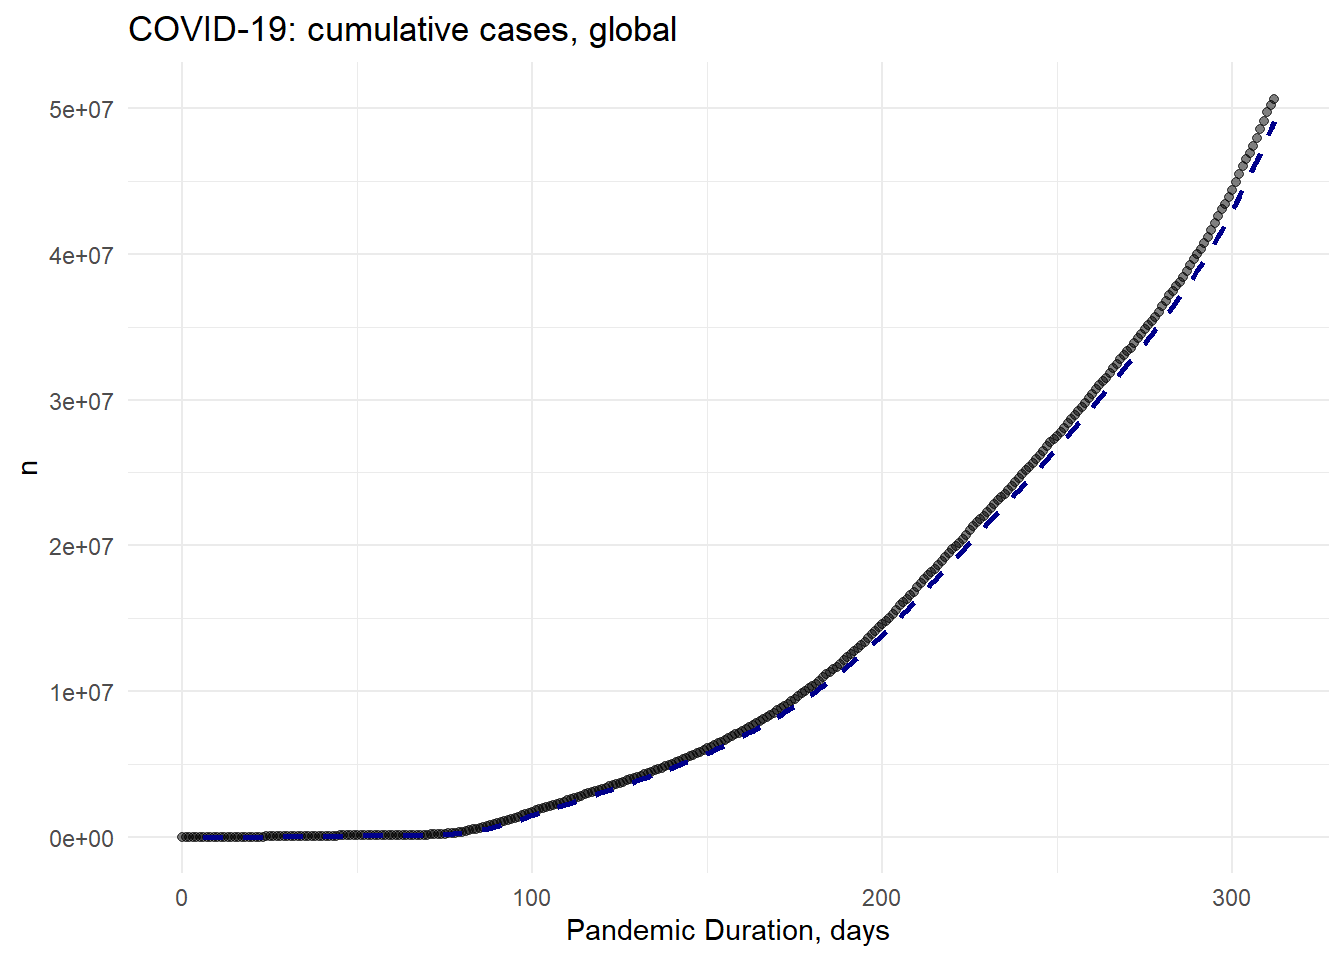 COVID-19: cumulative cases, global
5e+07
4e+07
3e+07
2e+07
1e+07
0e+00
n
0 100 200 300
Pandemic Duration, days